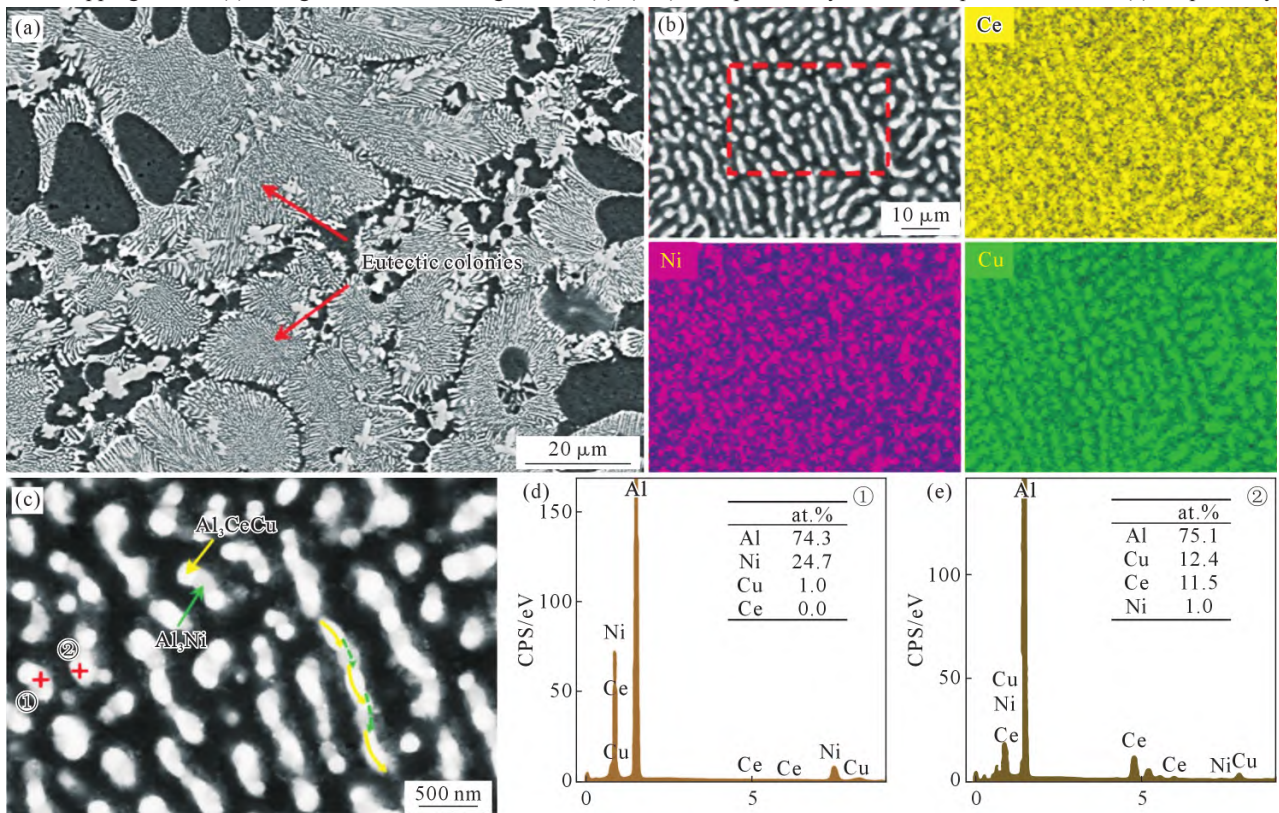 (a)
Eutectic colonies
20 μm
(b)
10 μm
Ce
Ni
Cu
(c)
Al₃CeCu
Al₃Ni
②
①
500 nm
(d)
①
Al
at.%
Al 74.3
Ni 24.7
Cu 1.0
Ce 0.0
CPS/eV
150
100
50
0
Ni
Ce
Cu
Ce
Ce
Ni
Cu
0
5
(e)
②
Al
at.%
Al 75.1
Cu 12.4
Ce 11.5
Ni 1.0
CPS/eV
100
50
0
Cu
Ni
Ce
Ce
Ce
Ni
Cu
0
5